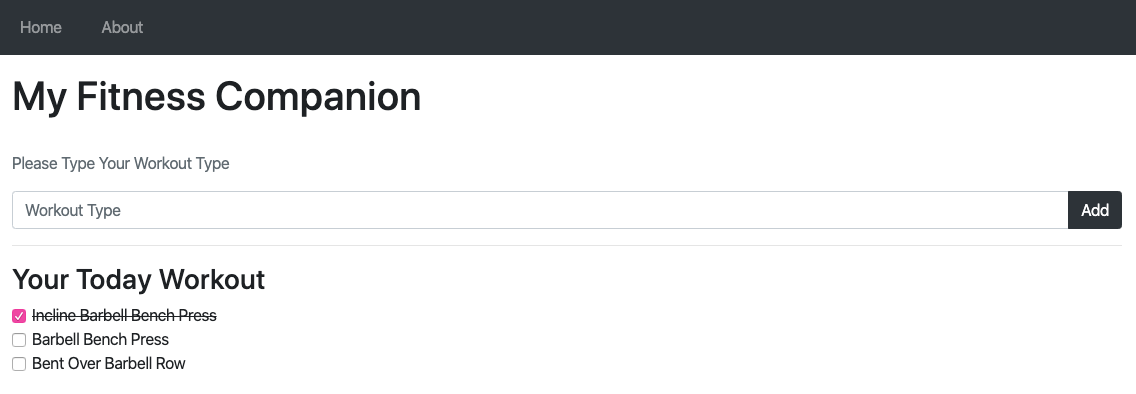 Home About
My Fitness Companion
Please Type Your Workout Type
Workout Type Add
Your Today Workout
Incline Barbell Bench Press
Barbell Bench Press
Bent Over Barbell Row